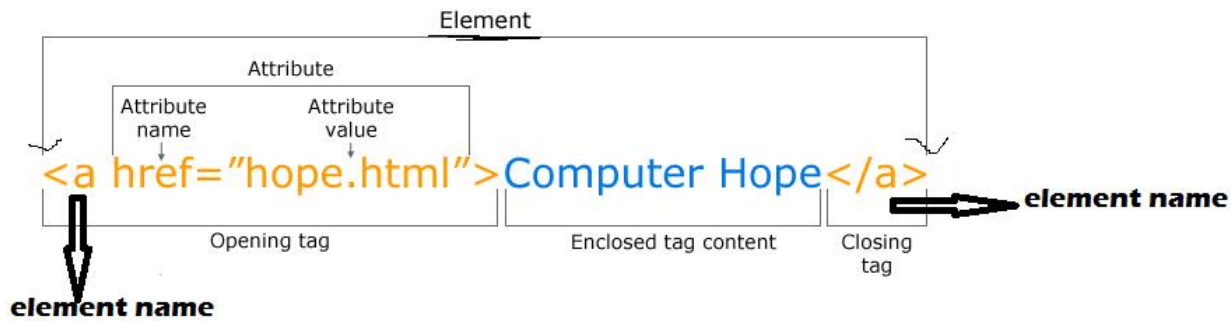 Element
Attribute
Attribute name
Attribute value
<a href=”hope.html”>Computer Hope</a>
element name
Opening tag
Enclosed tag content
Closing tag
element name